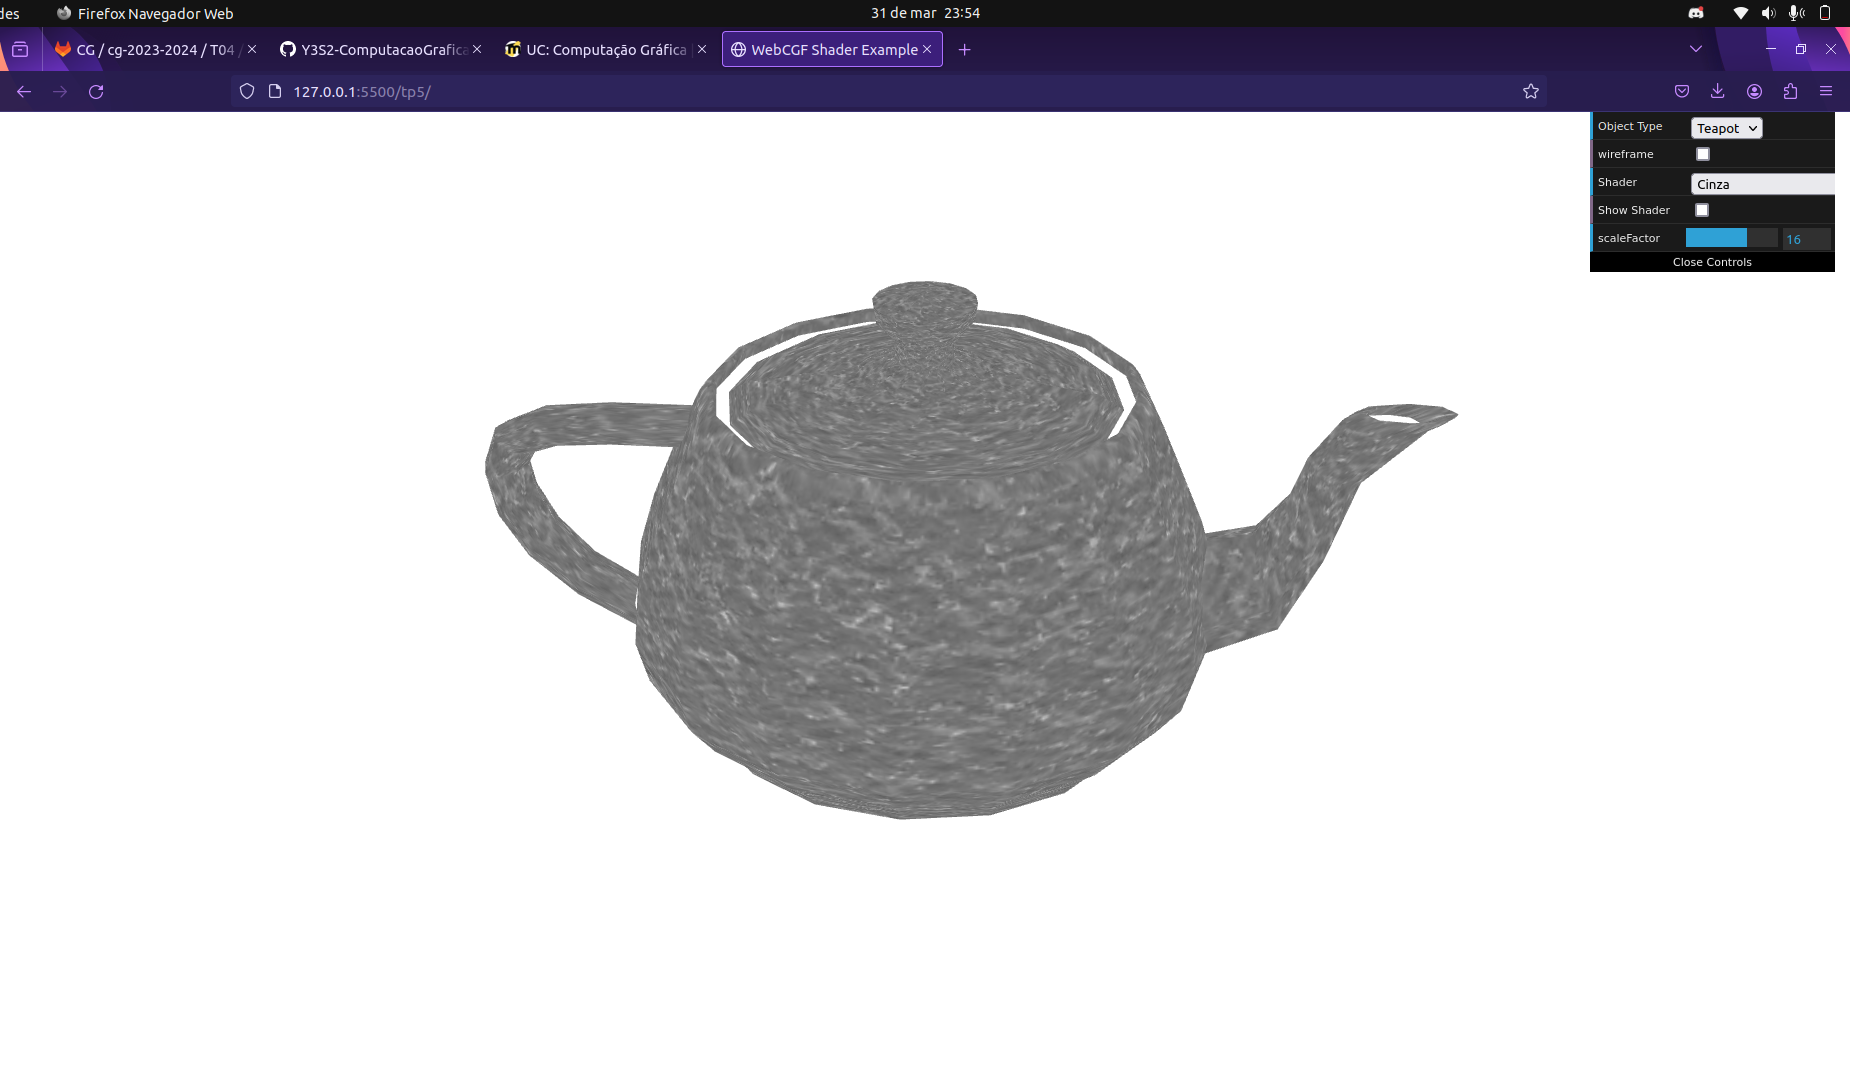 des Firefox Navegador Web 31 de mar 23:54
CG / cg-2023-2024 / T04 / Y3S2-ComputacaoGrafica UC: Computação Gráfica | WebCGF Shader Example
127.0.0.1:5500/tp5/
Object Type Teapot
wireframe
Shader Cinza
Show Shader
scaleFactor 16
Close Controls